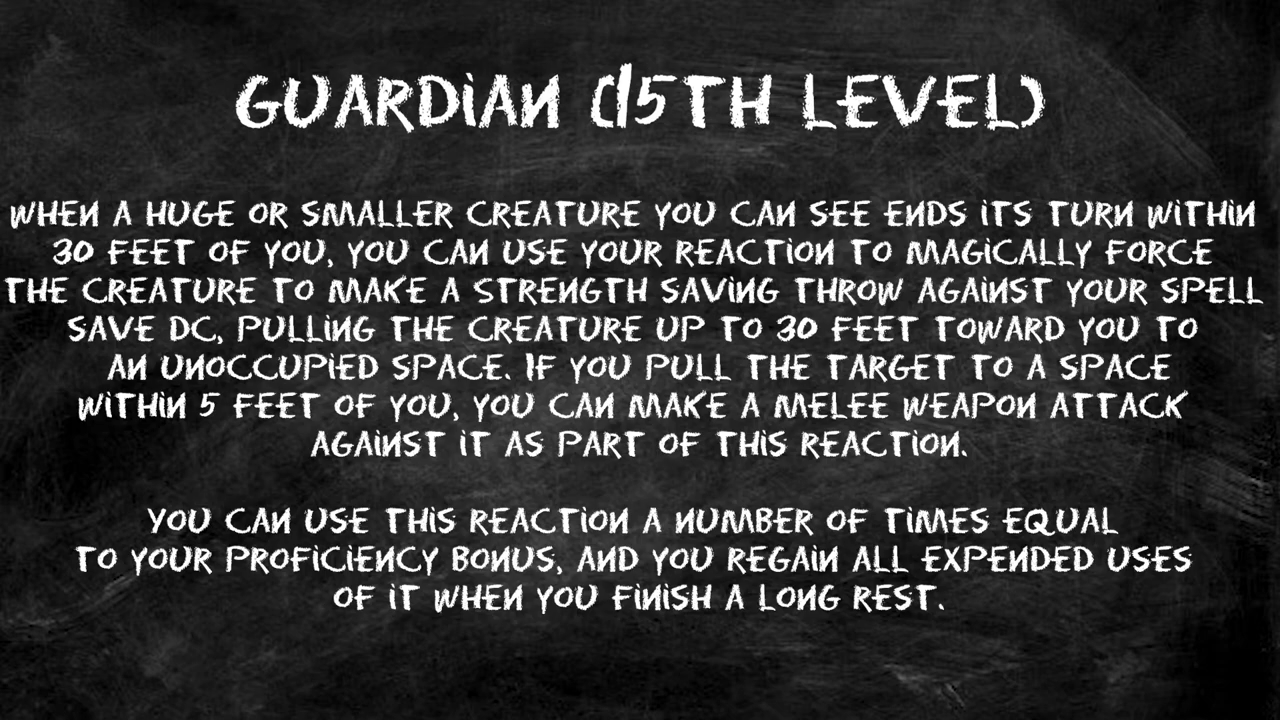 GUARDIAN (15TH LEVEL)
WHEN A HUGE OR SMALLER CREATURE YOU CAN SEE ENDS ITS TURN WITHIN
30 FEET OF YOU, YOU CAN USE YOUR REACTION TO MAGICALLY FORCE
THE CREATURE TO MAKE A STRENGTH SAVING THROW AGAINST YOUR SPELL
SAVE DC, PULLING THE CREATURE UP TO 30 FEET TOWARD YOU TO
AN UNOCCUPIED SPACE. IF YOU PULL THE TARGET TO A SPACE
WITHIN 5 FEET OF YOU, YOU CAN MAKE A MELEE WEAPON ATTACK
AGAINST IT AS PART OF THIS REACTION.
YOU CAN USE THIS REACTION A NUMBER OF TIMES EQUAL
TO YOUR PROFICIENCY BONUS, AND YOU REGAIN ALL EXPENDED USES
OF IT WHEN YOU FINISH A LONG REST.